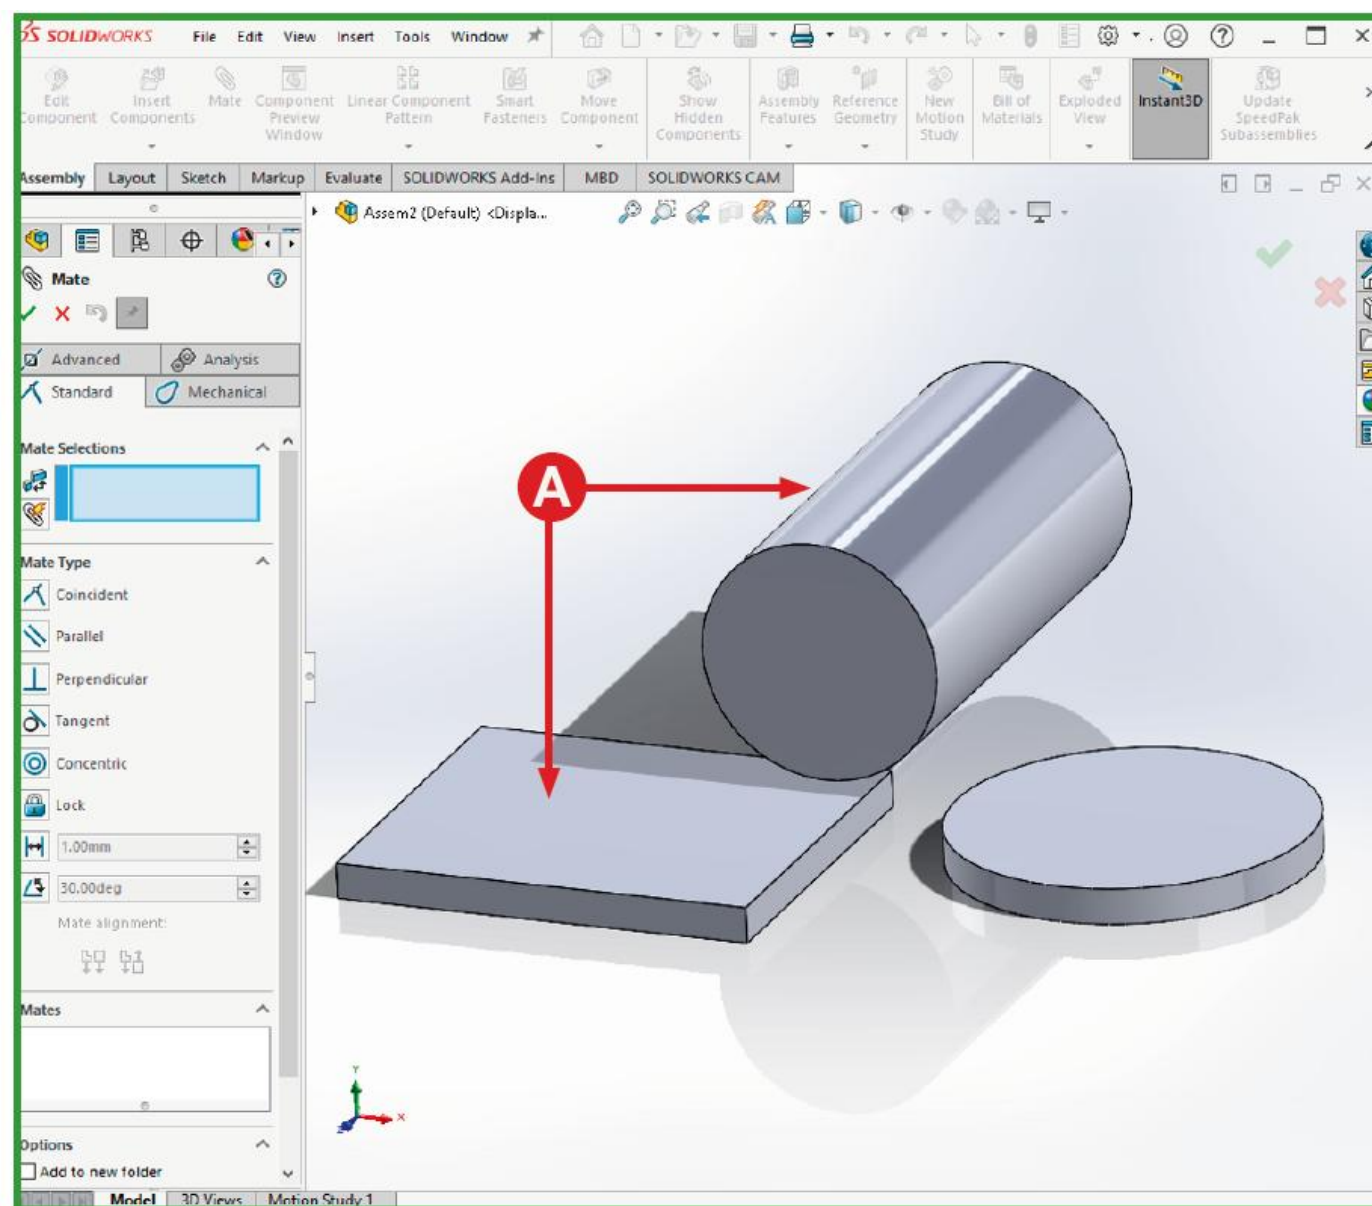 SOLIDWORKS File Edit View Insert Tools Window
Edit Component
Insert Components
Mate
Component Preview Window
Linear Component Pattern
Smart Fasteners
Move Component
Show Hidden Components
Assembly Features
Reference Geometry
New Motion Study
Bill of Materials
Exploded View
Instant3D
Update SpeedPak Subassemblies
Assembly Layout Sketch Markup Evaluate SOLIDWORKS Add-Ins MBD SOLIDWORKS CAM
Assem2 (Default) <Displa...
Mate
Advanced Analysis
Standard Mechanical
Mate Selections
A
Mate Type
Coincident
Parallel
Perpendicular
Tangent
Concentric
Lock
1.00mm
30.00deg
Mate alignment:
Mates
Y
X
Z
Options
Add to new folder
Model 3D Views Motion Study 1